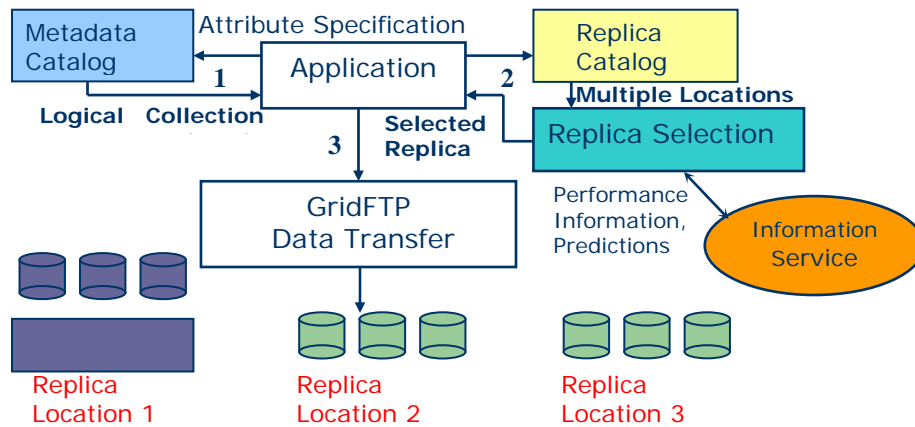 Metadata
Catalog
Attribute Specification
Application
Replica
Catalog
1
2
Logical Collection
Multiple Locations
3
Selected
Replica
Replica Selection
GridFTP
Data Transfer
Performance
Information,
Predictions
Information
Service
Replica
Location 1
Replica
Location 2
Replica
Location 3